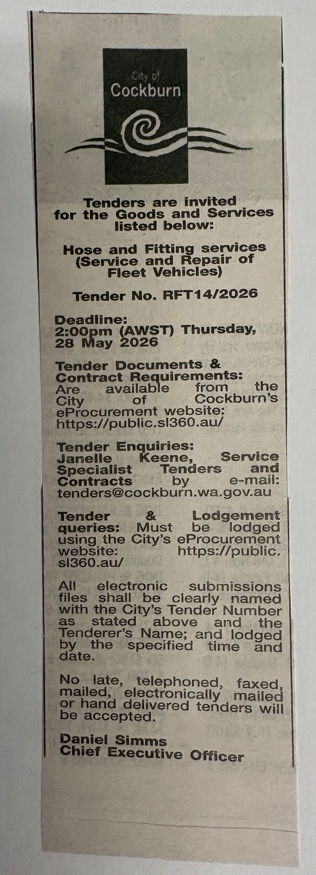 City of
Cockburn
Tenders are invited
for the Goods and Services
listed below:
Hose and Fitting services
(Service and Repair of
Fleet Vehicles)
Tender No. RFT14/2026
Deadline:
2:00pm (AWST) Thursday,
28 May 2026
Tender Documents &
Contract Requirements:
Are available from the
City of Cockburn's
eProcurement website:
https://public.sl360.au/
Tender Enquiries:
Janelle Keene, Service
Specialist Tenders and
Contracts by e-mail:
tenders@cockburn.wa.gov.au
Tender & Lodgement
queries: Must be lodged
using the City's eProcurement
website: https://public.
sl360.au/
All electronic submissions
files shall be clearly named
with the City's Tender Number
as stated above and the
Tenderer's Name; and lodged
by the specified time and
date.
No late, telephoned, faxed,
mailed, electronically mailed
or hand delivered tenders will
be accepted.
Daniel Simms
Chief Executive Officer